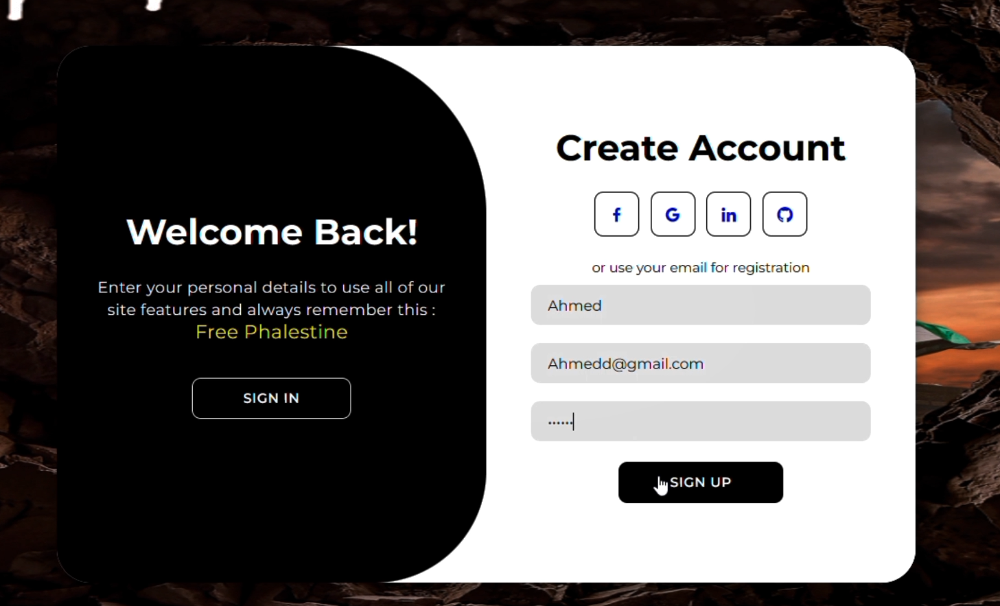 Welcome Back!
Enter your personal details to use all of our
site features and always remember this :
Free Phalestine
SIGN IN
Create Account
f
G
in
or use your email for registration
Ahmed
Ahmedd@gmail.com
••••••
SIGN UP